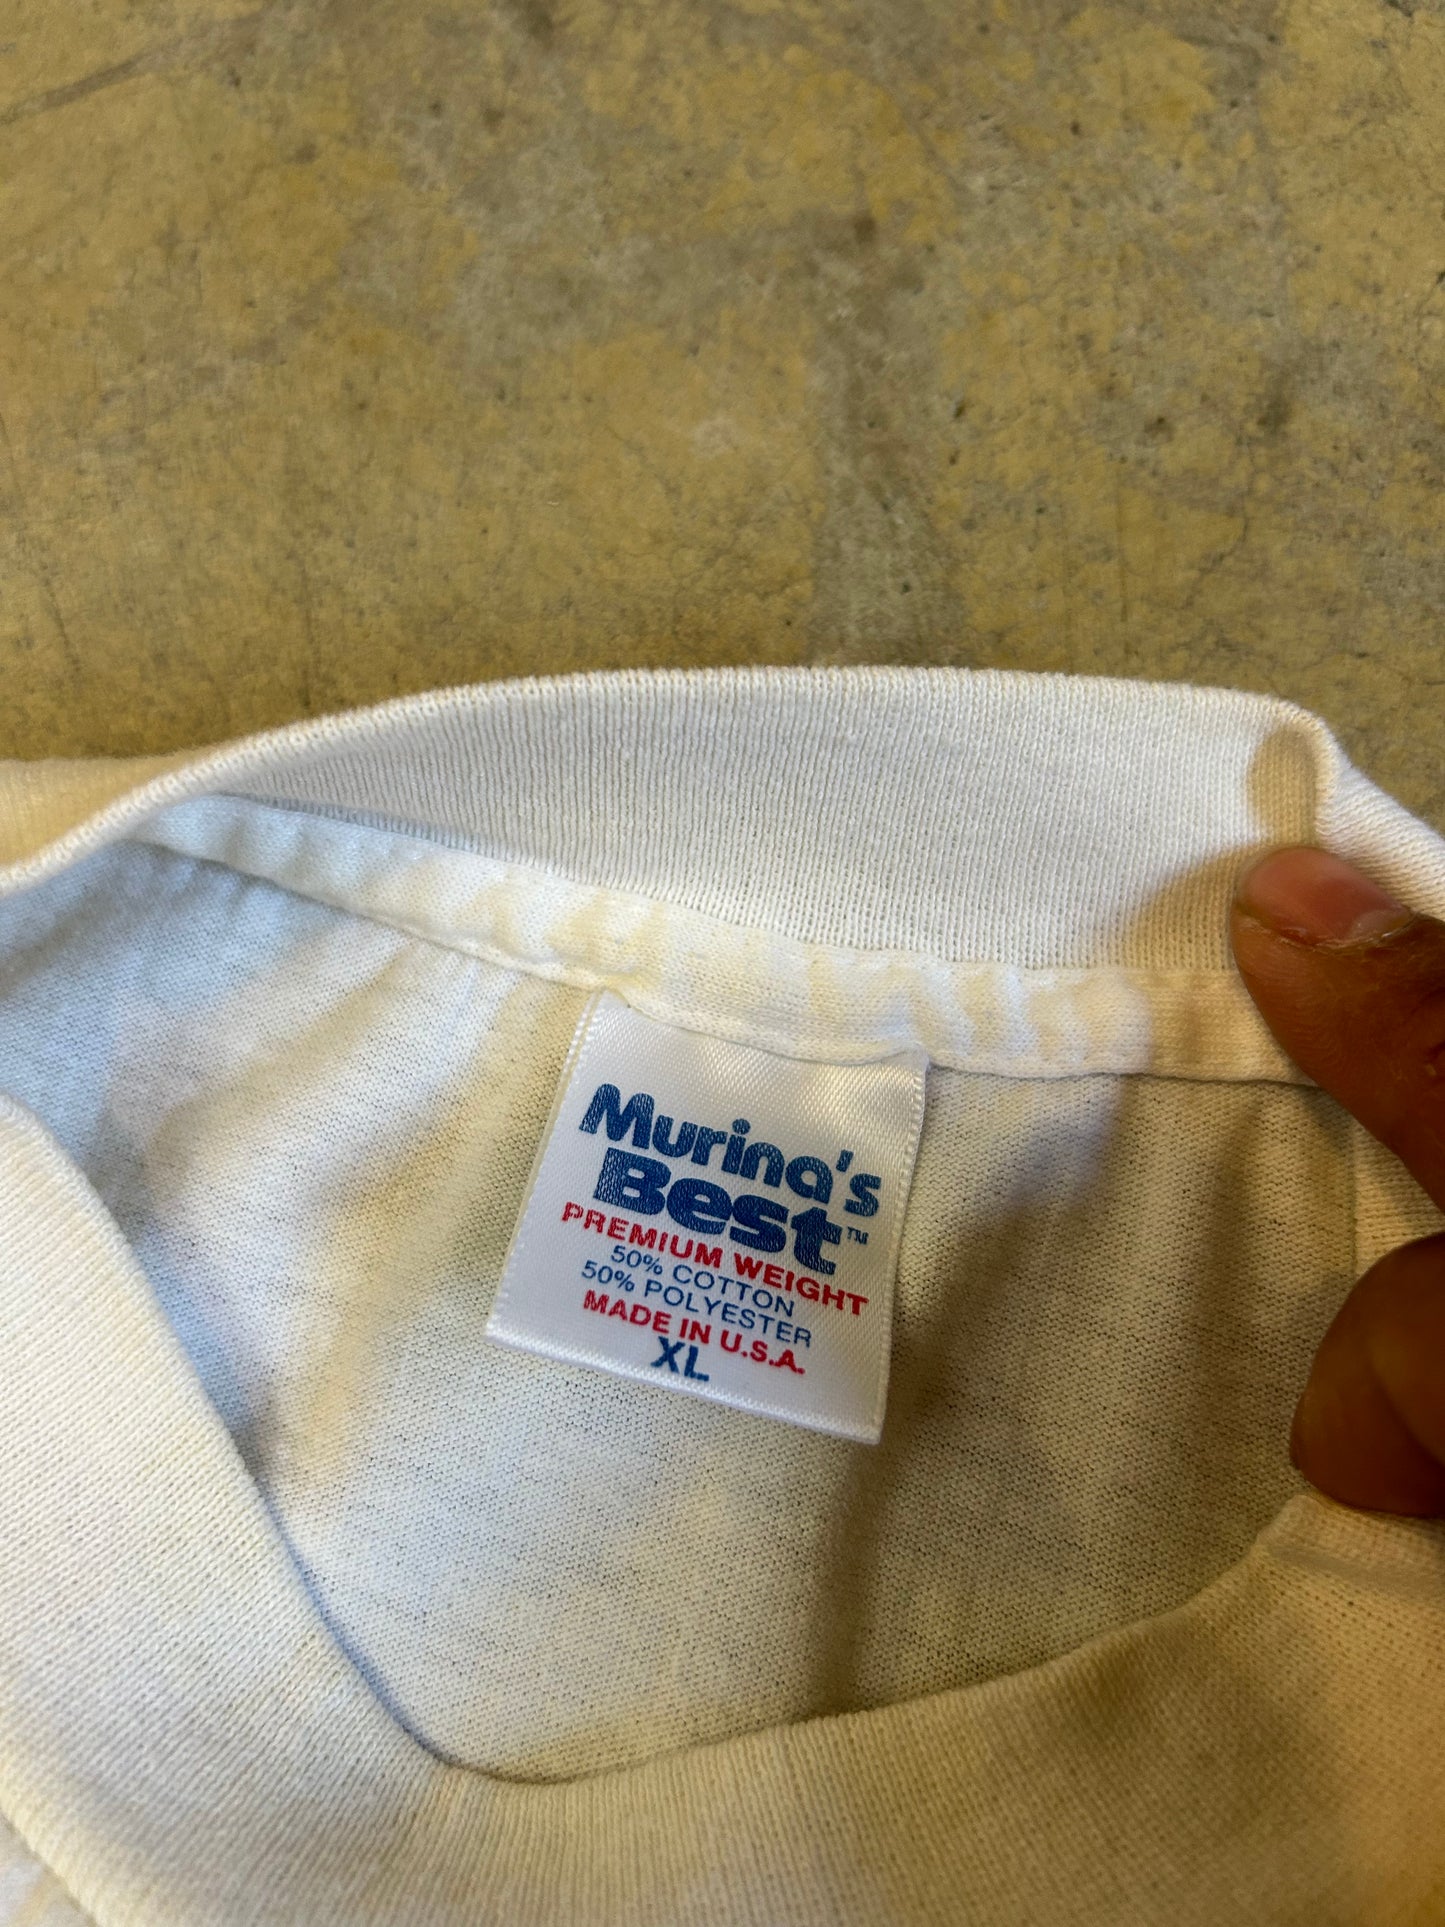 Murina's
Best™
PREMIUM WEIGHT
50% COTTON
50% POLYESTER
MADE IN U.S.A.
XL